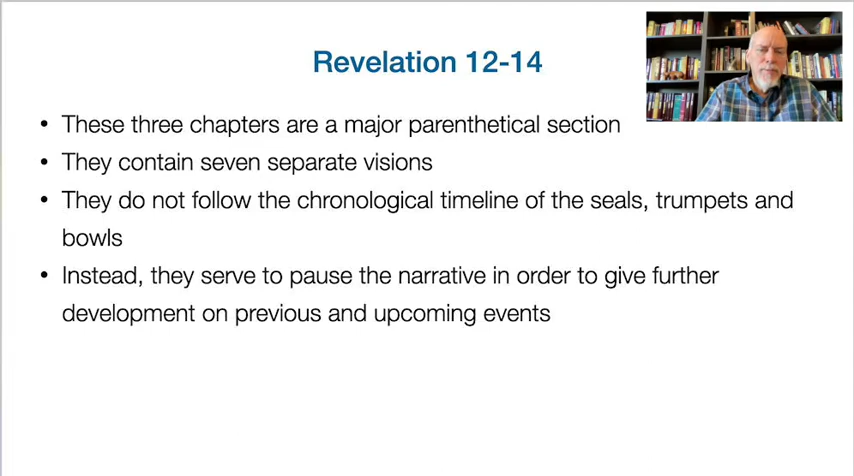 Revelation 12-14
• These three chapters are a major parenthetical section
• They contain seven separate visions
• They do not follow the chronological timeline of the seals, trumpets and
bowls
• Instead, they serve to pause the narrative in order to give further
development on previous and upcoming events